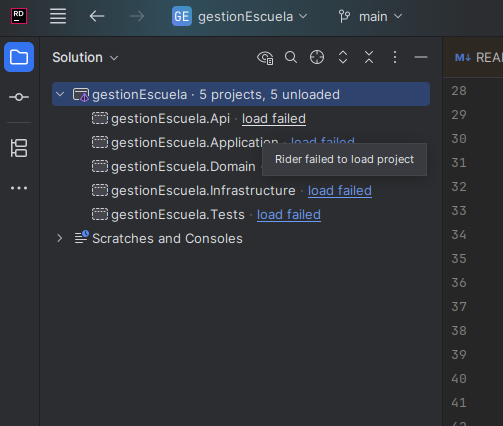 RD
GE gestionEscuela main
Solution
M↓ READ
gestionEscuela · 5 projects, 5 unloaded
gestionEscuela.Api · load failed
gestionEscuela.Application · load failed
gestionEscuela.Domain ·
Rider failed to load project
gestionEscuela.Infrastructure · load failed
gestionEscuela.Tests · load failed
Scratches and Consoles
28
29
30
31
32
33
34
35
36
37
38
39
40
41